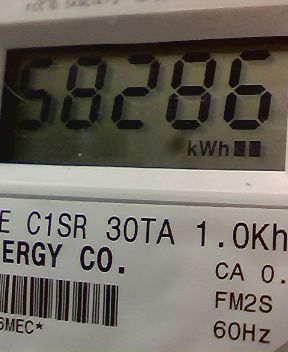 58286
kWh
E C1SR 30TA 1.0Kh
ERGY CO.
CA 0.
FM2S
6MEC*
60Hz